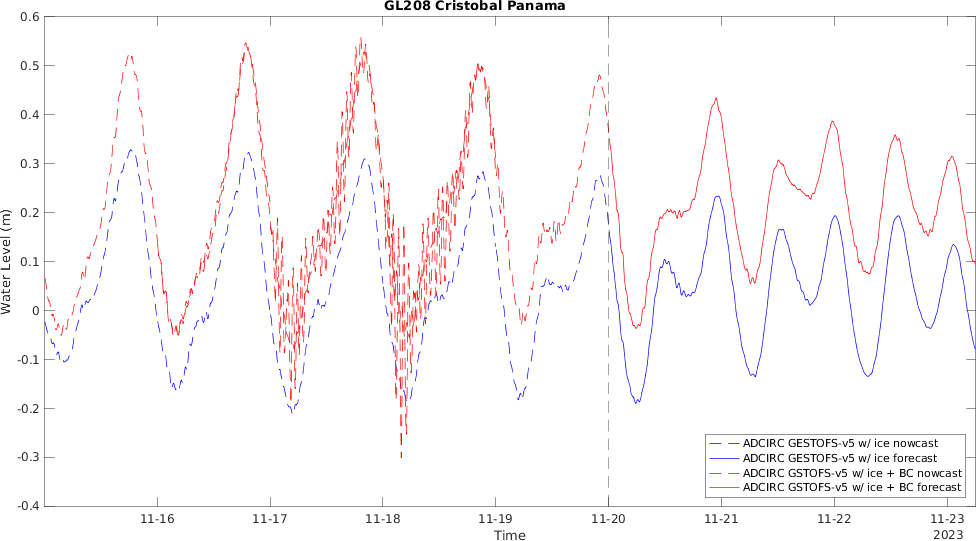 GL208 Cristobal Panama
0.6
0.5
0.4
0.3
0.2
0.1
0
-0.1
-0.2
-0.3
-0.4
Water Level (m)
ADCIRC GESTOFS-v5 w/ ice nowcast
ADCIRC GESTOFS-v5 w/ ice forecast
ADCIRC GSTOFS-v5 w/ ice + BC nowcast
ADCIRC GSTOFS-v5 w/ ice + BC forecast
11-16 11-17 11-18 11-19 11-20 11-21 11-22 11-23
Time 2023